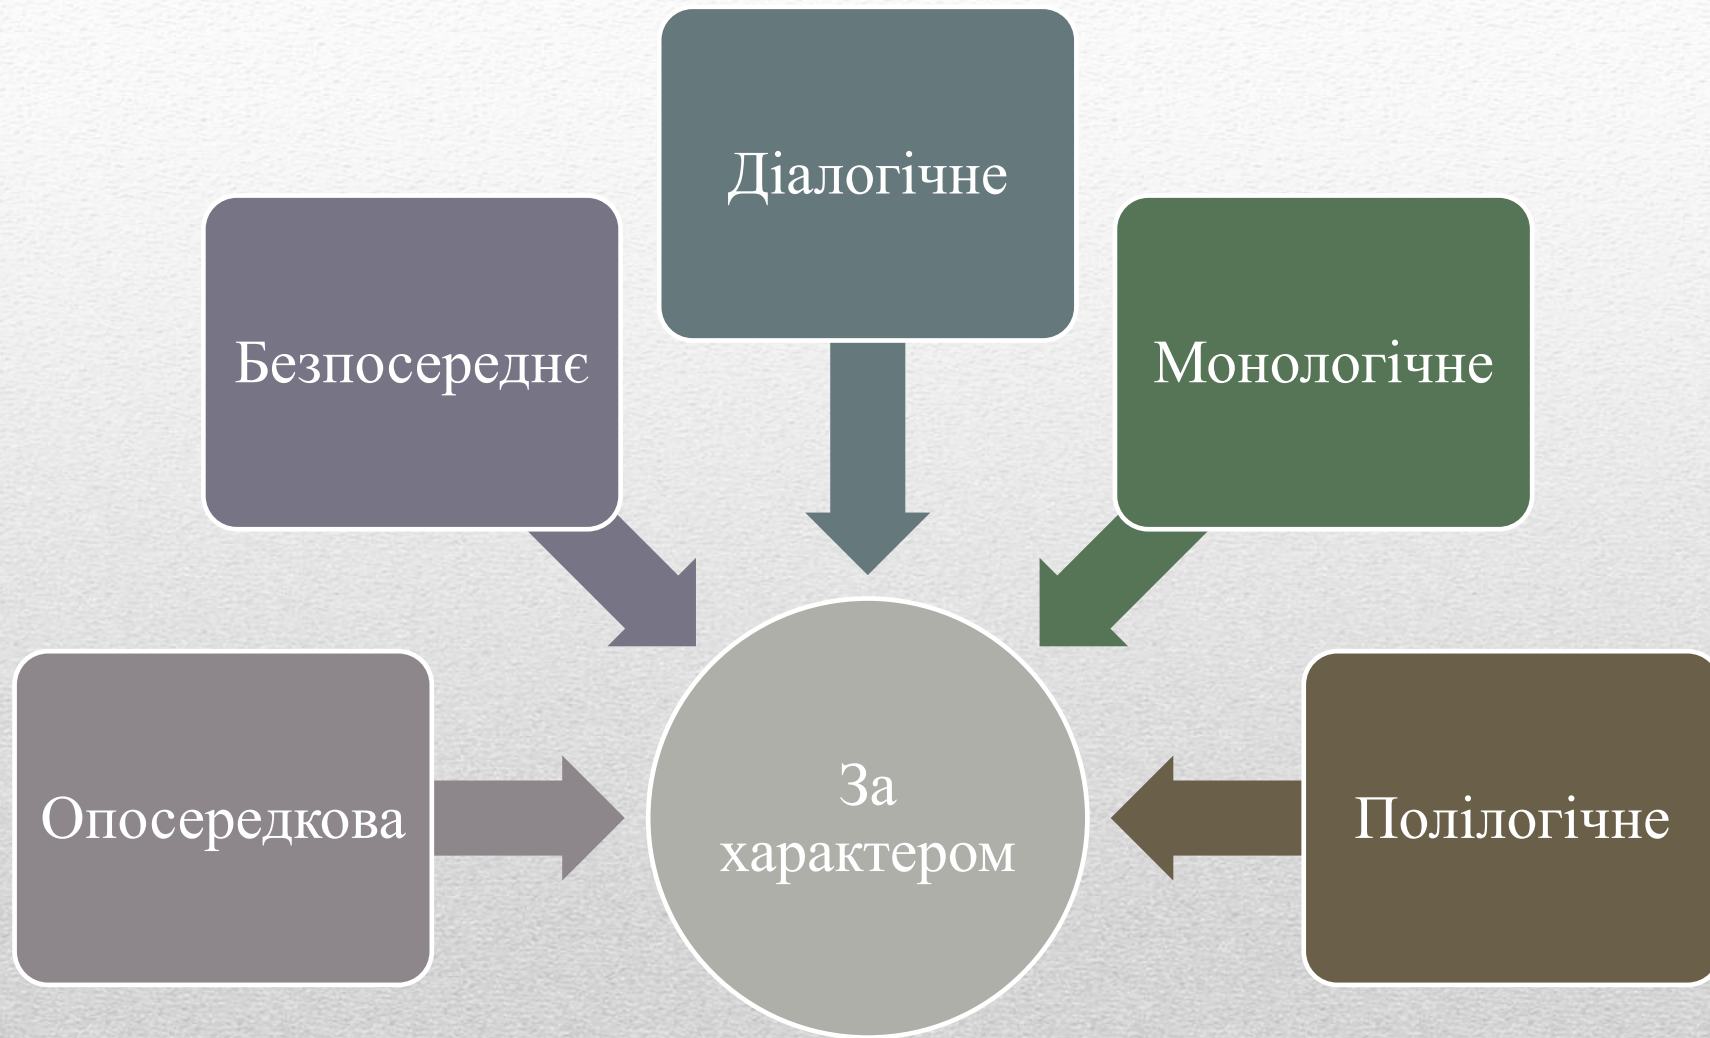 Діалогічне
Безпосереднє
Монологічне
Опосередкова
За
характером
Полілогічне